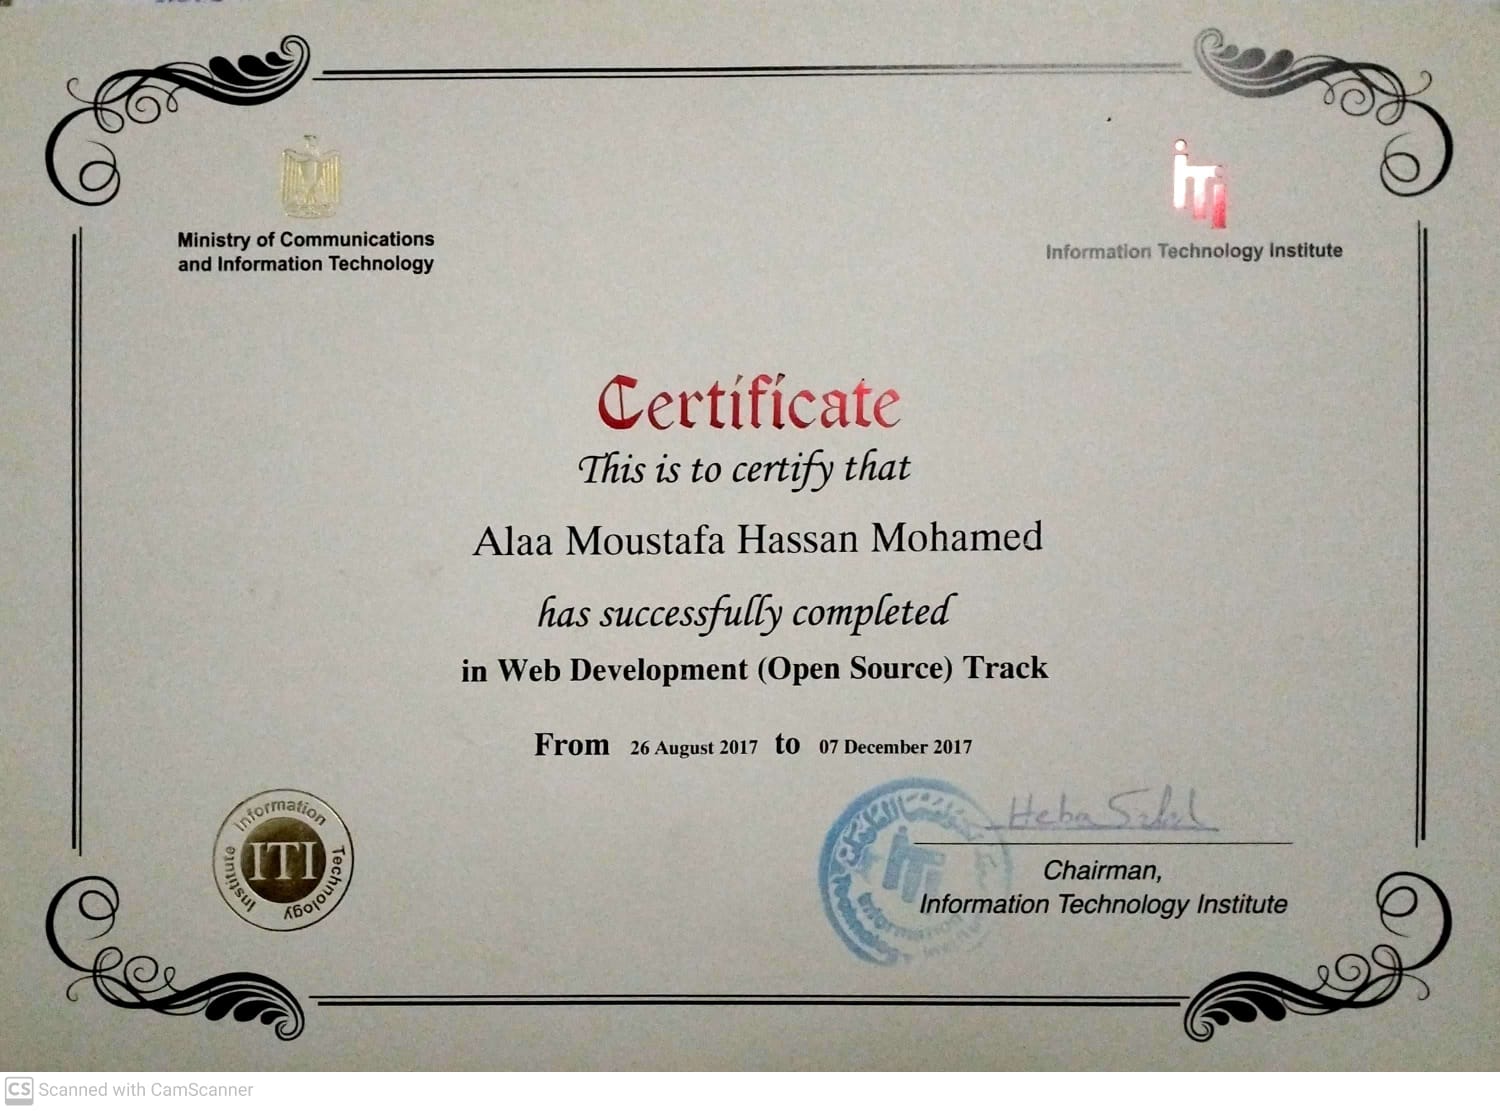 Ministry of Communications
and Information Technology
iTi
Information Technology Institute
Certificate
This is to certify that
Alaa Moustafa Hassan Mohamed
has successfully completed
in Web Development (Open Source) Track
From 26 August 2017 to 07 December 2017
Information Technology Institute
ITI
Heba
Chairman,
Information Technology Institute
CS Scanned with CamScanner